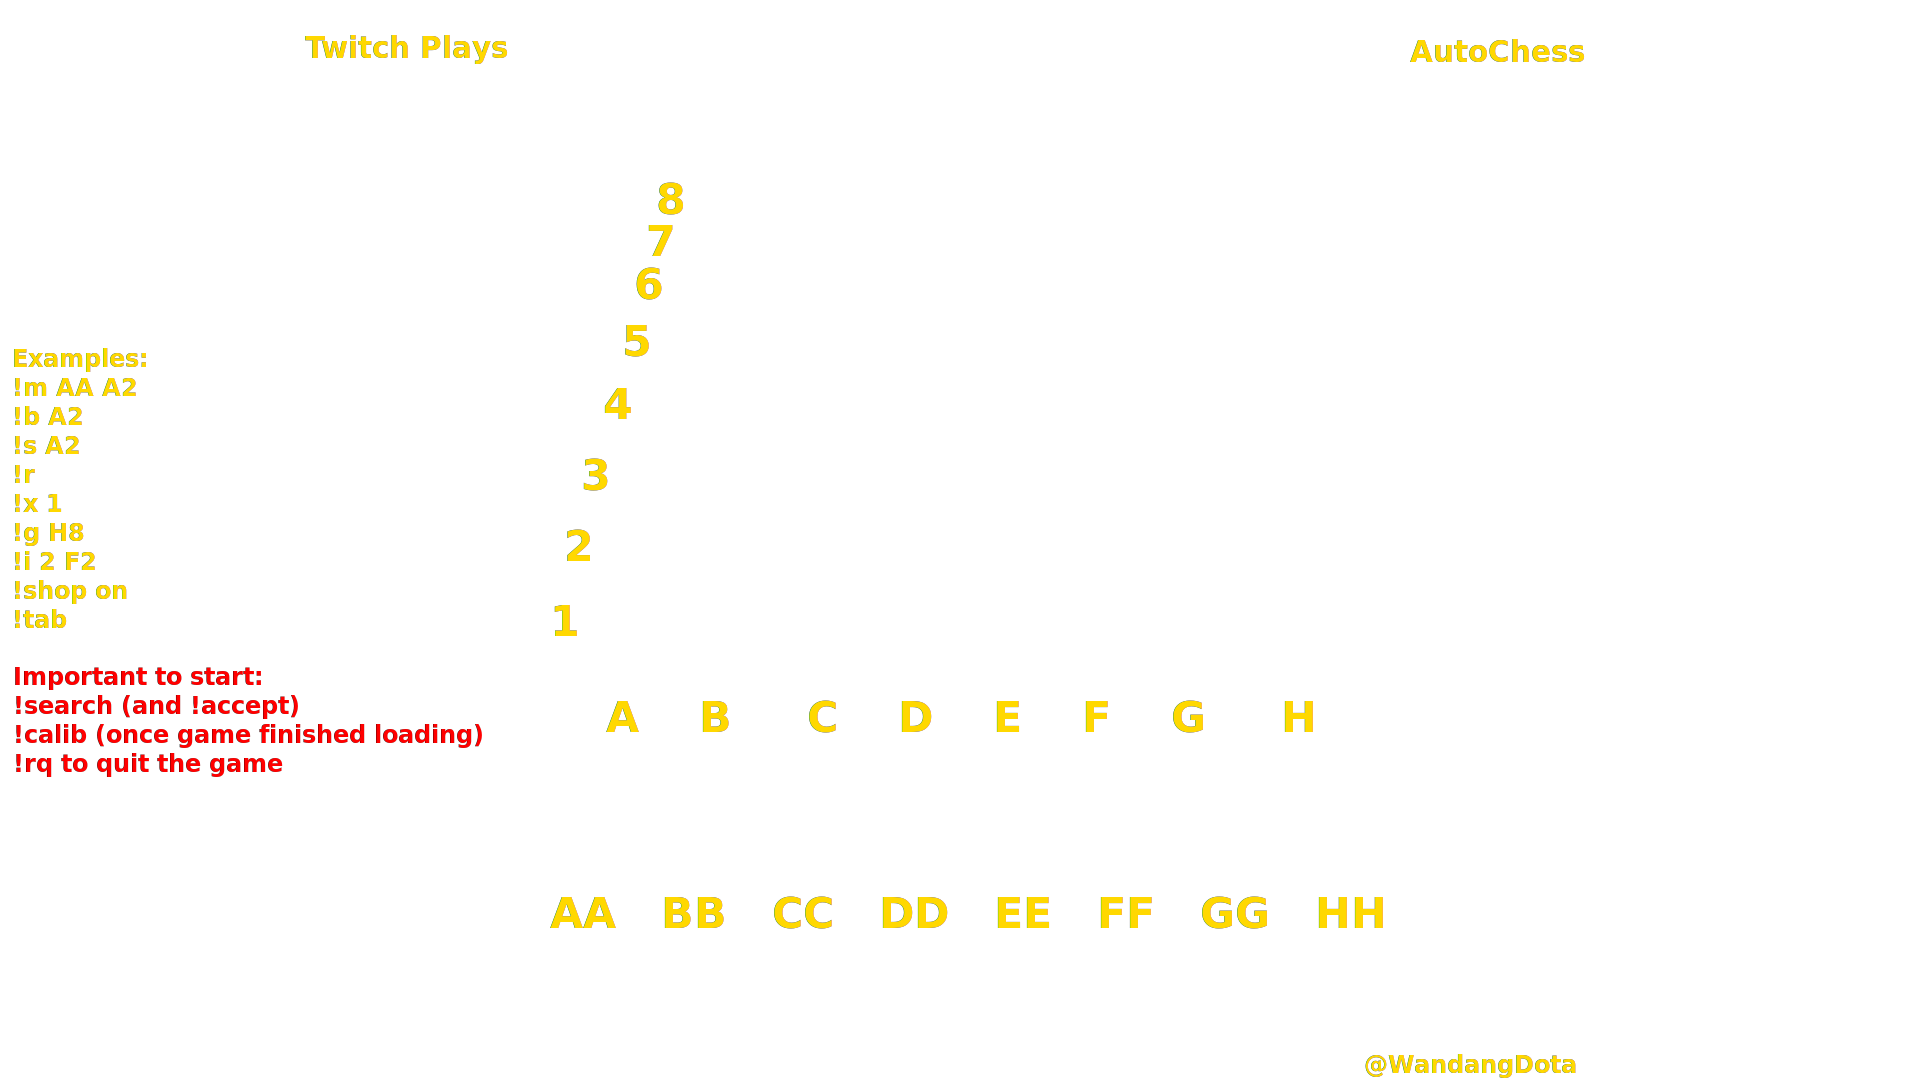 Twitch Plays
AutoChess
8
7
6
5
4
3
2
1
Examples:
!m AA A2
!b A2
!s A2
!r
!x 1
!g H8
!i 2 F2
!shop on
!tab
Important to start:
!search (and !accept)
!calib (once game finished loading)
!rq to quit the game
A B C D E F G H
AA BB CC DD EE FF GG HH
@WandangDota